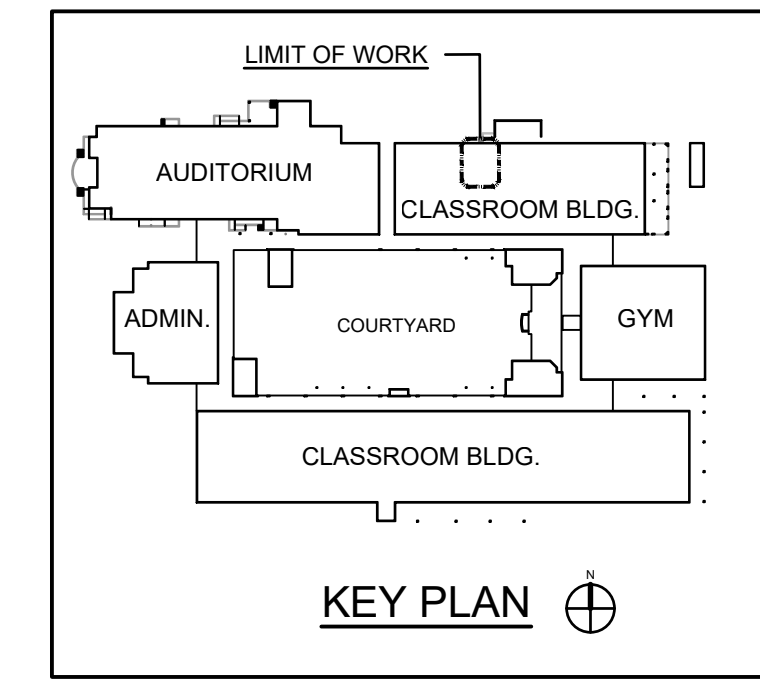 LIMIT OF WORK
AUDITORIUM
CLASSROOM BLDG.
ADMIN.
COURTYARD
GYM
CLASSROOM BLDG.
KEY PLAN
N